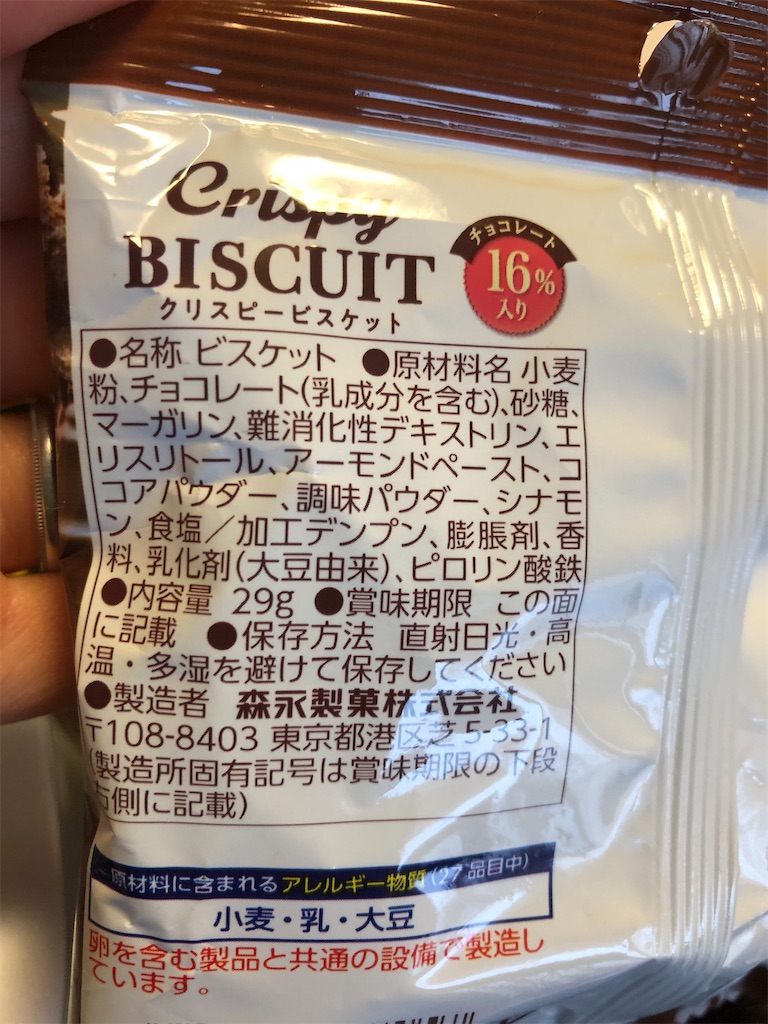 Crispy
BISCUIT
クリスピービスケット
チョコレート
16%
入り
●名称 ビスケット ●原材料名 小麦
粉、チョコレート(乳成分を含む)、砂糖、
マーガリン、難消化性デキストリン、エ
リスリトール、アーモンドペースト、コ
コアパウダー、調味パウダー、シナモ
ン、食塩／加工デンプン、膨脹剤、香
料、乳化剤(大豆由来)、ピロリン酸鉄
●内容量 29g ●賞味期限 この面
に記載 ●保存方法 直射日光・高
温・多湿を避けて保存してください
●製造者 森永製菓株式会社
〒108-8403 東京都港区芝5-33-1
(製造所固有記号は賞味期限の下段
右側に記載)
原材料に含まれるアレルギー物質(27品目中)
小麦・乳・大豆
卵を含む製品と共通の設備で製造し
ています。